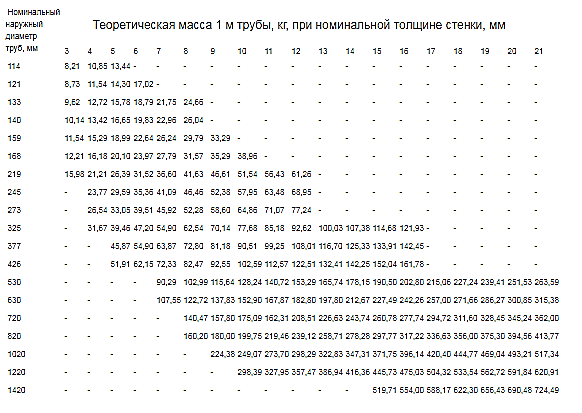 Номинальный
наружный
диаметр
труб, мм
Теоретическая масса 1 м трубы, кг, при номинальной толщине стенки, мм
3 4 5 6 7 8 9 10 11 12 13 14 15 16 17 18 19 20 21
114 8,21 10,85 13,44 - - - - - - - - - - - - - - - -
121 8,73 11,54 14,30 17,02 - - - - - - - - - - - - - - -
133 9,62 12,72 15,78 18,79 21,75 24,66 - - - - - - - - - - - - -
140 10,14 13,42 16,65 19,83 22,96 26,04 - - - - - - - - - - - - -
159 11,54 15,29 18,99 22,64 26,24 29,79 33,29 - - - - - - - - - - - -
168 12,21 16,18 20,10 23,97 27,79 31,57 35,29 38,96 - - - - - - - - - - -
219 15,98 21,21 26,39 31,52 36,60 41,63 46,61 51,54 56,43 61,26 - - - - - - - - -
245 - 23,77 29,59 35,36 41,09 46,46 52,38 57,95 63,48 68,95 - - - - - - - - -
273 - 26,54 33,05 39,51 45,92 52,28 58,60 64,86 71,07 77,24 - - - - - - - - -
325 - 31,67 39,46 47,20 54,90 62,54 70,14 77,68 85,18 92,62 100,03 107,38 114,68 121,93 - - - - -
377 - - 45,87 54,90 63,87 72,80 81,18 90,51 99,25 108,01 116,70 125,33 133,91 142,45 - - - - -
426 - - 51,91 62,15 72,33 82,47 92,55 102,59 112,57 122,51 132,41 142,25 152,04 161,78 - - - - -
530 - - - - 90,29 102,99 115,64 128,24 140,72 153,29 165,74 178,15 190,50 202,80 215,06 227,24 239,41 251,53 263,59
630 - - - - 107,55 122,72 137,83 152,90 167,87 182,80 197,80 212,67 227,49 242,26 257,00 271,66 286,27 300,85 315,38
720 - - - - - 140,47 157,80 175,09 162,31 208,51 226,63 243,74 260,78 277,74 294,72 311,60 328,45 345,24 362,00
820 - - - - - 160,20 180,00 199,75 219,46 239,12 258,71 278,28 297,77 317,22 336,63 356,00 375,30 394,56 413,77
1020 - - - - - - 224,38 249,07 273,70 298,29 322,83 347,31 371,75 396,14 420,40 444,77 469,04 493,21 517,34
1220 - - - - - - - 298,39 327,95 357,47 386,94 416,36 445,73 475,03 504,32 533,54 562,72 591,84 620,91
1420 - - - - - - - - - - - - 519,71 554,00 588,17 622,30 656,43 690,48 724,49